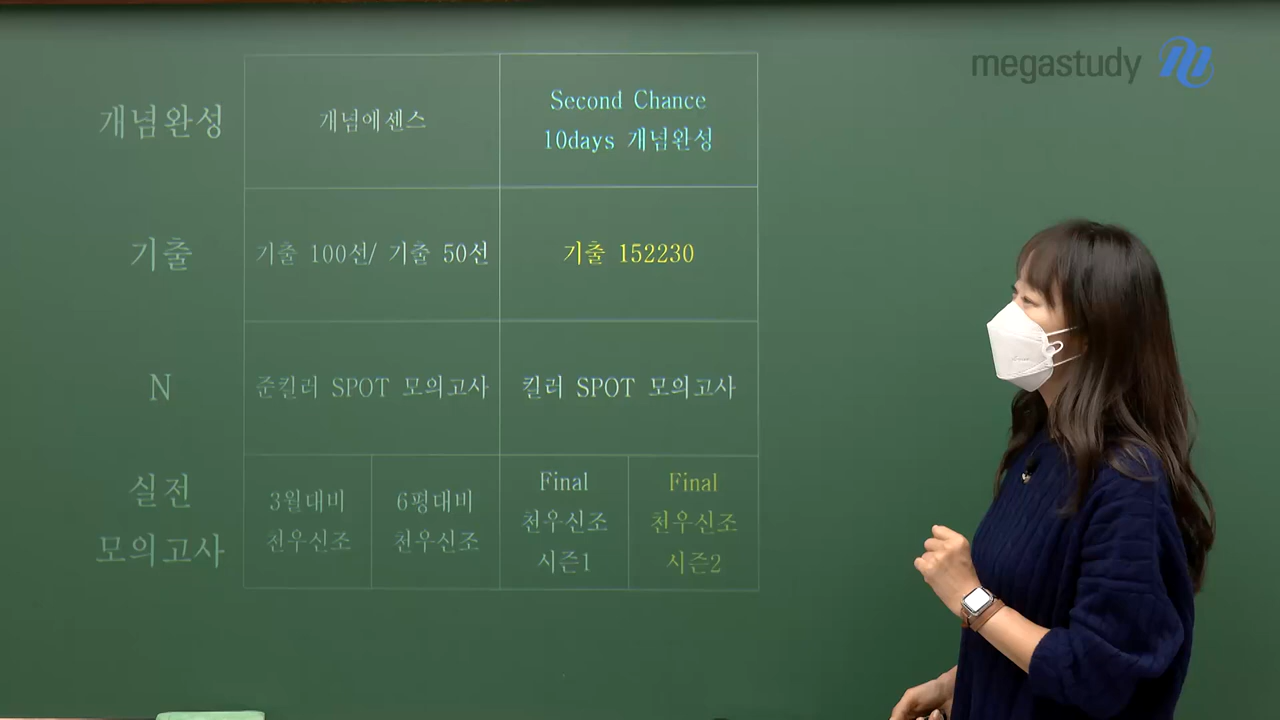 megastudy
개념완성
개념에센스
Second Chance
10days 개념완성
기출
기출 100선/ 기출 50선
기출 152230
N
준킬러 SPOT 모의고사
킬러 SPOT 모의고사
실전
모의고사
3월대비
천우신조
6평대비
천우신조
Final
천우신조
시즌1
Final
천우신조
시즌2